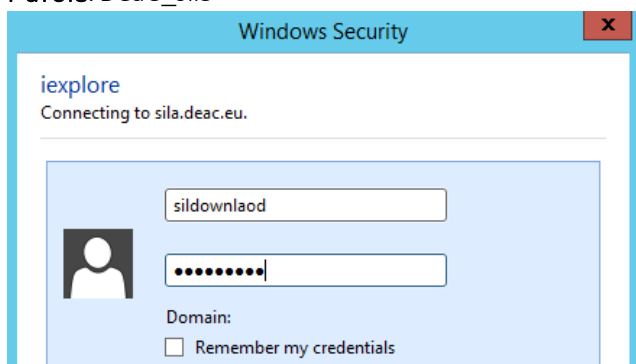 Windows Security
x
iexplore
Connecting to sila.deac.eu.
sildownlaod
•••••••••
Domain:
Remember my credentials